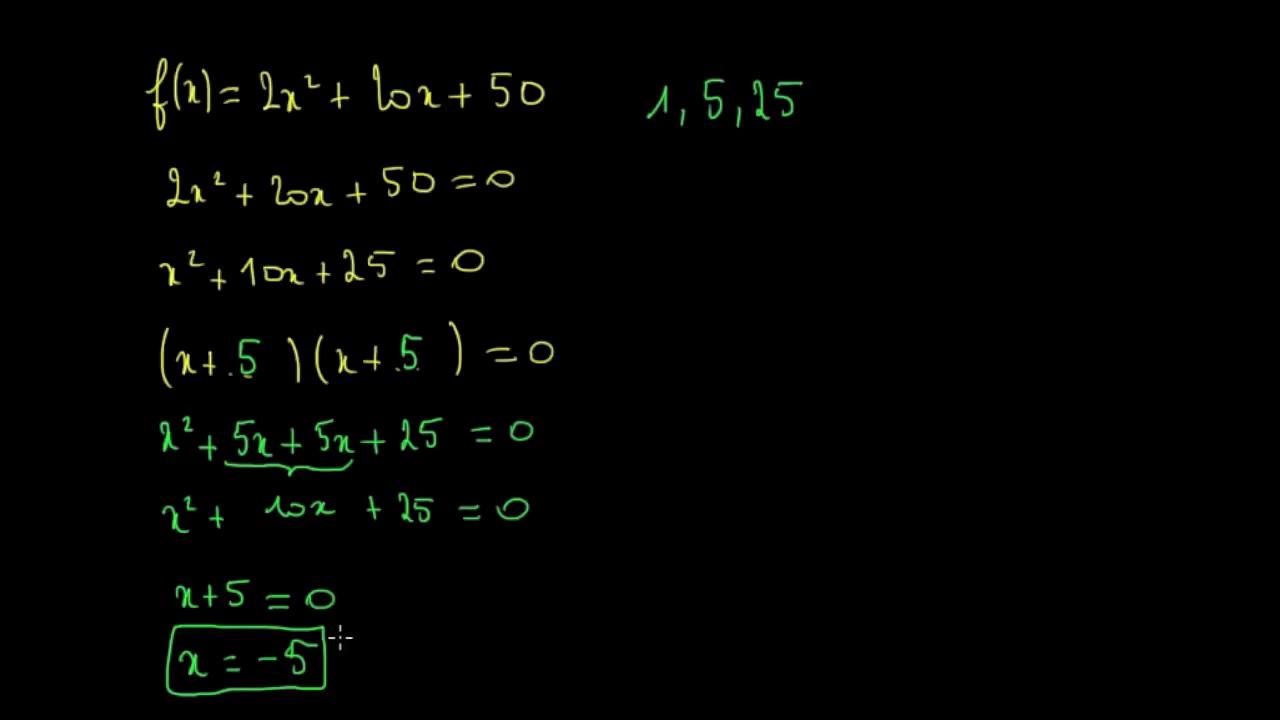 f(x) = 2x² + 20x + 50
1, 5, 25
2x² + 20x + 50 = 0
x² + 10x + 25 = 0
(x + 5)(x + 5) = 0
x² + 5x + 5x + 25 = 0
x² + 10x + 25 = 0
x + 5 = 0
x = -5